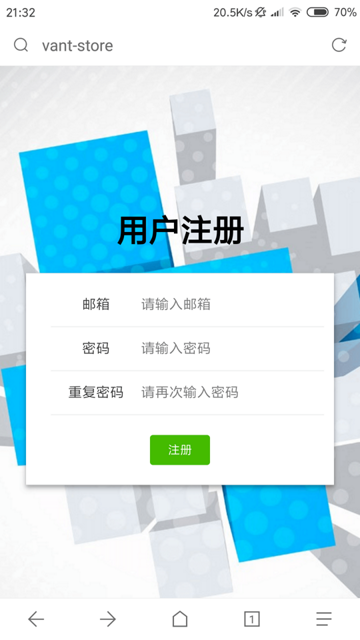 21:32
20.5K/s
70%
vant-store
用户注册
邮箱 请输入邮箱
密码 请输入密码
重复密码 请再次输入密码
注册
1